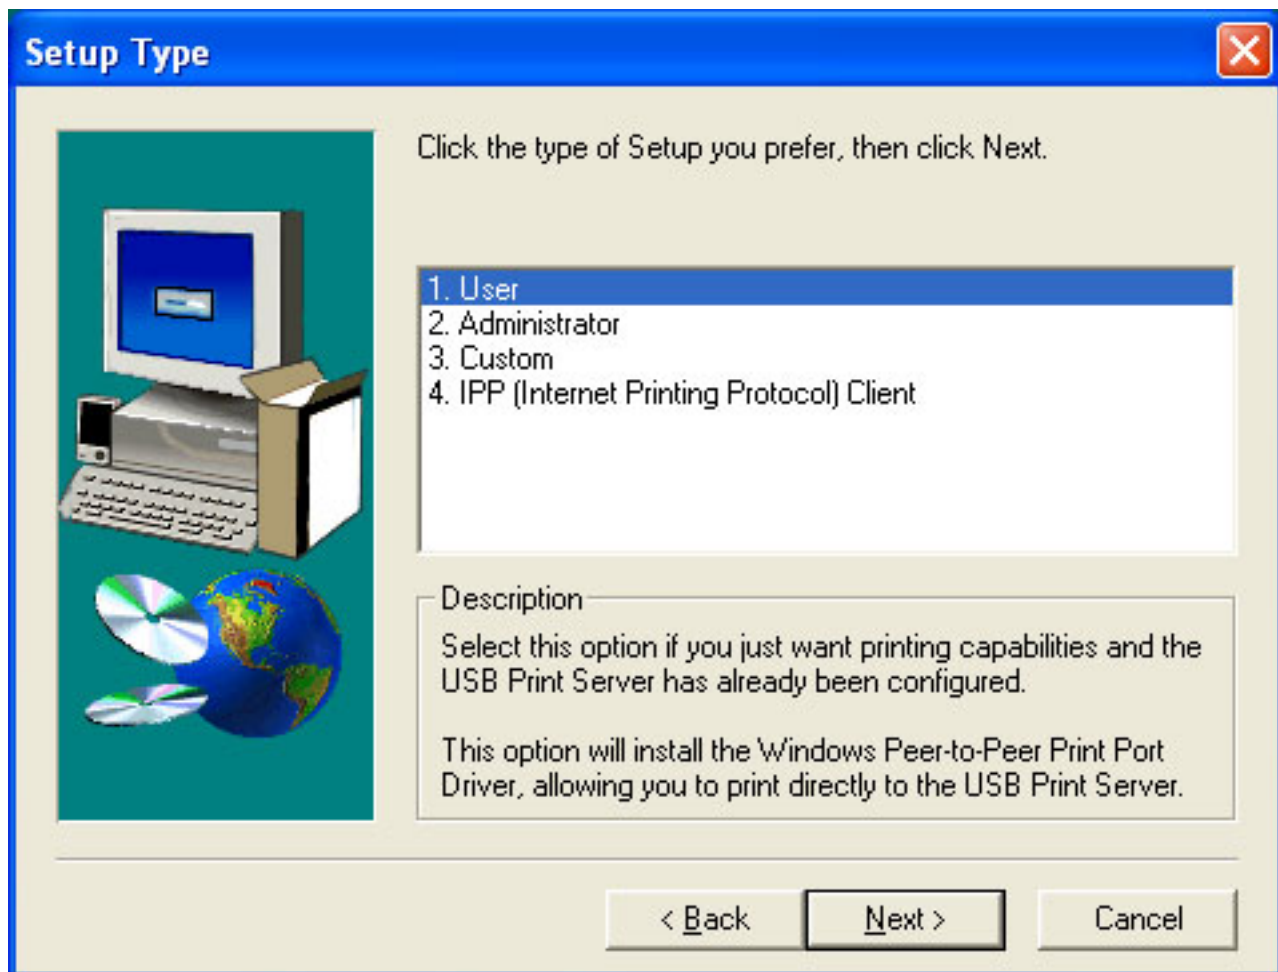 Setup Type
Click the type of Setup you prefer, then click Next.
1. User
2. Administrator
3. Custom
4. IPP (Internet Printing Protocol) Client
Description
Select this option if you just want printing capabilities and the
USB Print Server has already been configured.
This option will install the Windows Peer-to-Peer Print Port
Driver, allowing you to print directly to the USB Print Server.
< Back
Next >
Cancel